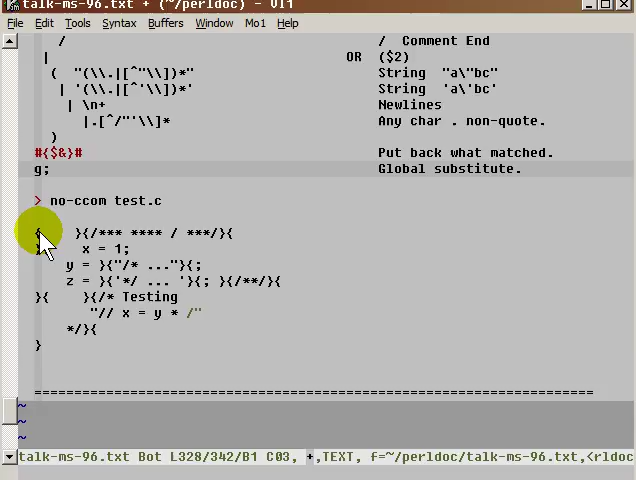 talk-ms-96.txt + (~/perldoc) - VI1
File Edit Tools Syntax Buffers Window Mo1 Help
/ / Comment End
| OR ($2)
( "(\\.|[^"\\])*" String "a\"bc"
| '(\\.|[^'\\])*' String 'a\'bc'
| \n+ Newlines
|.[^/"'\\]* Any char . non-quote.
)
#{$&}# Put back what matched.
g; Global substitute.
> no-ccom test.c
{ }{/*** **** / ***/}{
} x = 1;
y = }{"/* ..."}{;
z = }{'*/ ... '}{; }{/**/}{
}{ }{/* Testing
"// x = y * /"
*/}{
}
======================================================================
~
~
~
talk-ms-96.txt Bot L328/342/B1 C03, +,TEXT, f=~/perldoc/talk-ms-96.txt,<rldoc